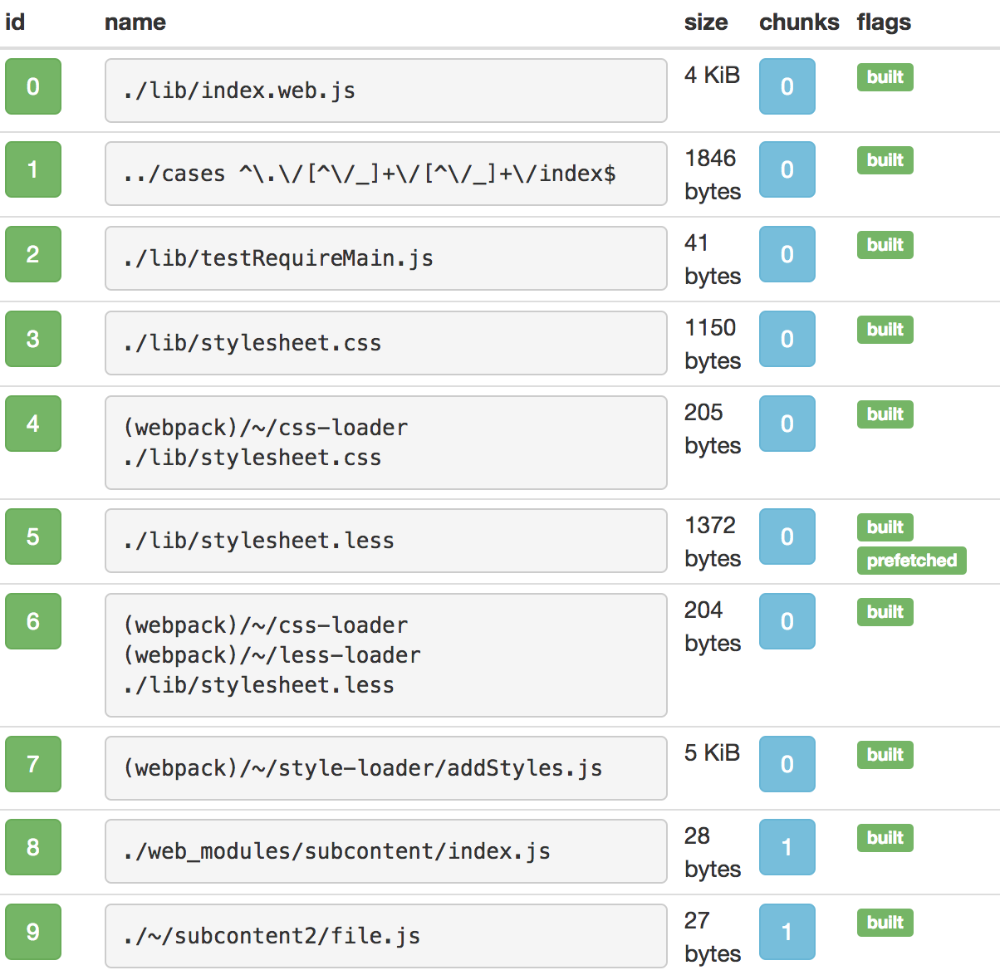 id name size chunks flags
0 ./lib/index.web.js 4 KiB 0 built
1 ../cases ^\.\/[^\/_]+\/[^\/_]+\/index$ 1846 bytes 0 built
2 ./lib/testRequireMain.js 41 bytes 0 built
3 ./lib/stylesheet.css 1150 bytes 0 built
4 (webpack)/~/css-loader 205 bytes 0 built
./lib/stylesheet.css
5 ./lib/stylesheet.less 1372 bytes 0 built prefetched
6 (webpack)/~/css-loader 204 bytes 0 built
(webpack)/~/less-loader
./lib/stylesheet.less
7 (webpack)/~/style-loader/addStyles.js 5 KiB 0 built
8 ./web_modules/subcontent/index.js 28 bytes 1 built
9 ./~/subcontent2/file.js 27 bytes 1 built